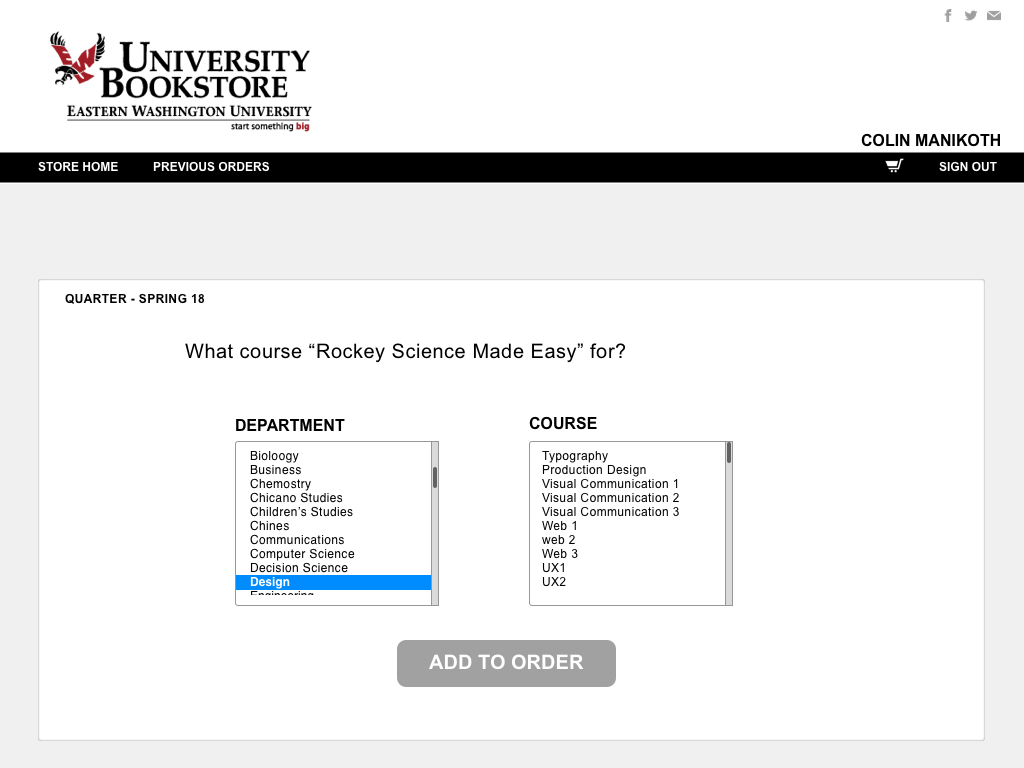 UNIVERSITY
BOOKSTORE
EASTERN WASHINGTON UNIVERSITY
start something big
COLIN MANIKOTH
STORE HOME PREVIOUS ORDERS SIGN OUT
QUARTER - SPRING 18
What course “Rockey Science Made Easy” for?
DEPARTMENT
Bioloogy
Business
Chemostry
Chicano Studies
Children’s Studies
Chines
Communications
Computer Science
Decision Science
Design
Engineering
COURSE
Typography
Production Design
Visual Communication 1
Visual Communication 2
Visual Communication 3
Web 1
web 2
Web 3
UX1
UX2
ADD TO ORDER